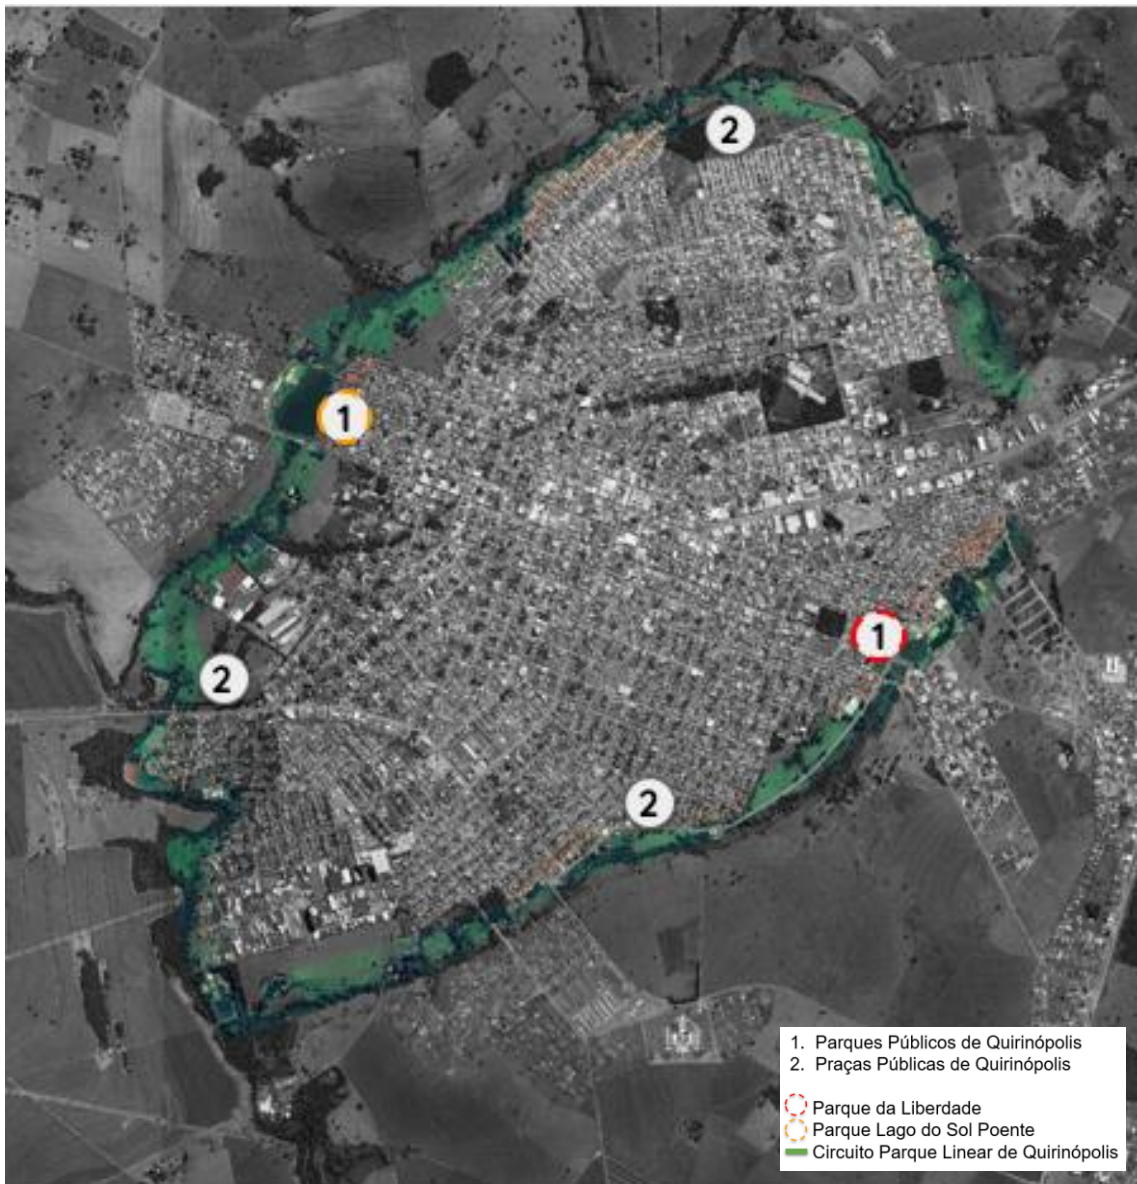 2
1
1
2
2
1. Parques Públicos de Quirinópolis
2. Praças Públicas de Quirinópolis
Parque da Liberdade
Parque Lago do Sol Poente
Circuito Parque Linear de Quirinópolis